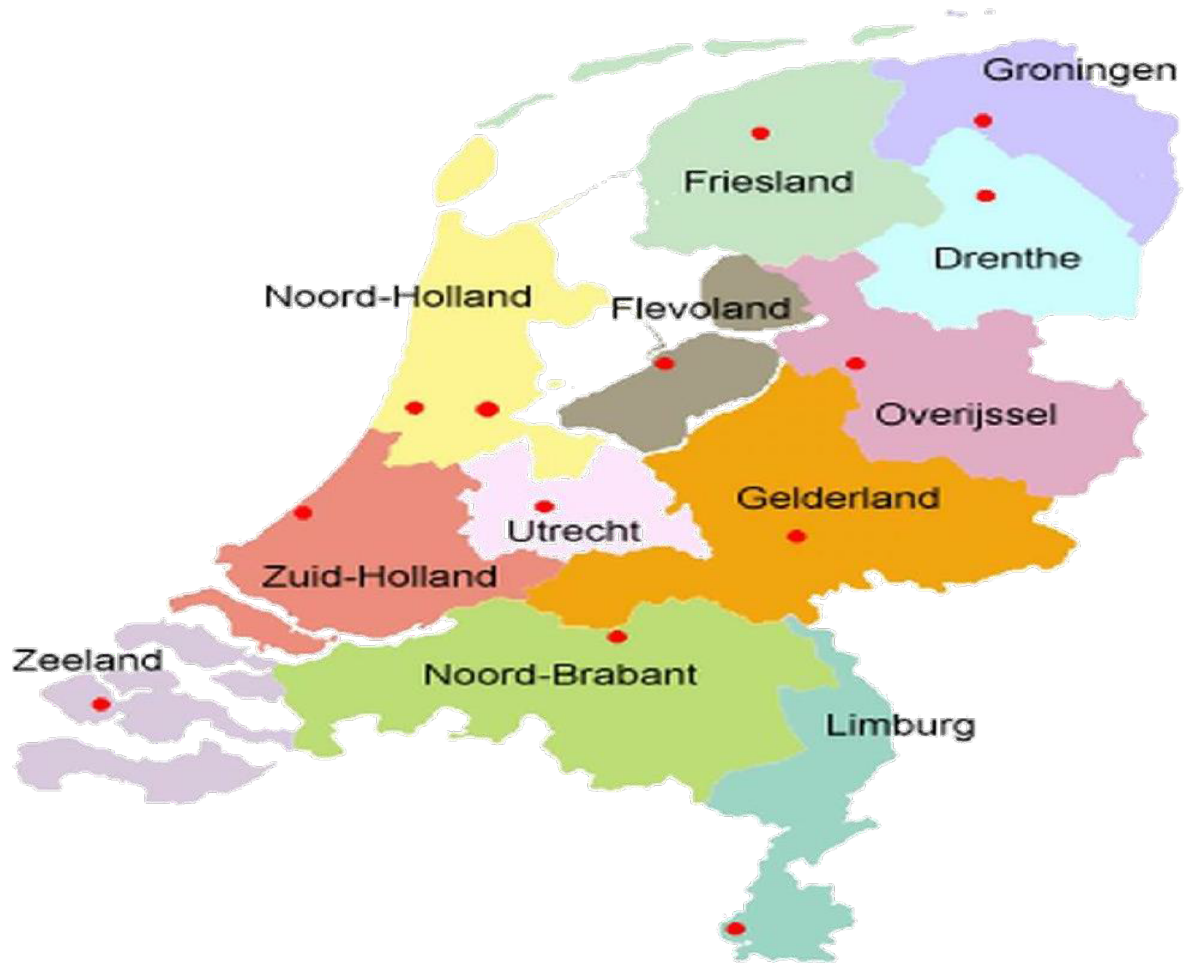 Groningen
Friesland
Drenthe
Noord-Holland
Flevoland
Overijssel
Gelderland
Utrecht
Zuid-Holland
Zeeland
Noord-Brabant
Limburg